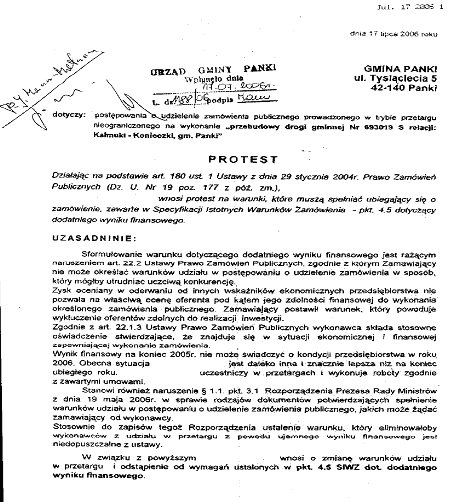 Jul. 17 2006 1
dnia 17 lipca 2006 roku
URZĄD GMINY PANKI
Wpłynęło dnia
17.07.2006r.
L. dz. 1988/06 podpis
GMINA PANKI
ul. Tysiąclecia 5
42-140 Panki
dotyczy: postępowania o udzielenie zamówienia publicznego prowadzonego w trybie przetargu
nieograniczonego na wykonanie „przebudowy drogi gminnej Nr 693019 S relacji:
Kałmuki - Konieczki, gm. Panki"
PROTEST
Działając na podstawie art. 180 ust. 1 Ustawy z dnia 29 stycznia 2004r. Prawo Zamówień
Publicznych (Dz. U. Nr 19 poz. 177 z póź. zm.),
wnosi protest na warunki, które muszą spełniać ubiegający się o
zamówienie, zawarte w Specyfikacji Istotnych Warunków Zamówienia - pkt. 4.5 dotyczący
dodatniego wyniku finansowego.
UZASADNINIE:
Sformułowanie warunku dotyczącego dodatniego wyniku finansowego jest rażącym
naruszeniem art. 22.2 Ustawy Prawo Zamówień Publicznych, zgodnie z którym Zamawiający
nie może określać warunków udziału w postępowaniu o udzielenie zamówienia w sposób,
który mógłby utrudniać uczciwą konkurencję.
Zysk oceniany w oderwaniu od innych wskaźników ekonomicznych przedsiębiorstwa nie
pozwala na właściwą ocenę oferenta pod kątem jego zdolności finansowej do wykonania
określonego zamówienia publicznego. Zamawiający postawił warunek, który powoduje
wykluczenie oferentów zdolnych do realizacji inwestycji.
Zgodnie z art. 22.1.3 Ustawy Prawo Zamówień Publicznych wykonawca składa stosowne
oświadczenie stwierdzające, że znajduje się w sytuacji ekonomicznej i finansowej
zapewniającej wykonanie zamówienia.
Wynik finansowy na koniec 2005r. nie może świadczyć o kondycji przedsiębiorstwa w roku
2006. Obecna sytuacja jest daleko inna i znacznie lepsza niż na koniec
ubiegłego roku. uczestniczy w przetargach i wykonuje roboty zgodnie
z zawartymi umowami.
Stanowi również naruszenie § 1.1. pkt. 3.1 Rozporządzenia Prezesa Rady Ministrów
z dnia 19 maja 2006r. w sprawie rodzajów dokumentów potwierdzających spełnienie
warunków udziału w postępowaniu o udzielenie zamówienia publicznego, jakich może żądać
zamawiający od wykonawcy.
Stosownie do zapisów tegoż Rozporządzenia ustalenie warunku, który eliminowałoby
wykonawców z udziału w przetargu z powodu ujemnego wyniku finansowego jest
niedopuszczalne z ustawy.
W związku z powyższym wnosi o zmianę warunków udziału
w przetargu i odstąpienie od wymagań ustalonych w pkt. 4.5 SIWZ dot. dodatniego
wyniku finansowego.